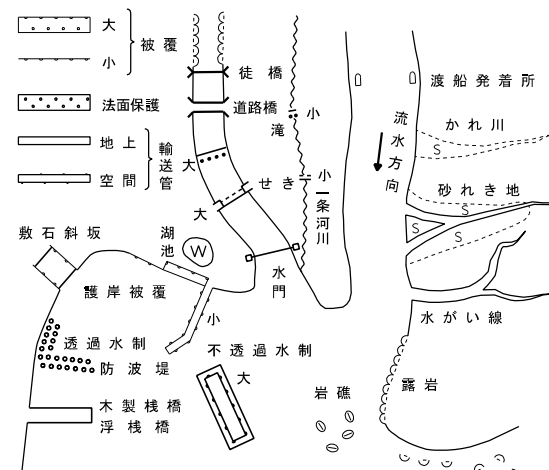 大
被覆
小
法面保護
地上
輸送管
空間
徒橋
道路橋
小
滝
大
せき
小
大
一条河川
流水方向
渡船発着所
かれ川
S
砂れき地
S
S
S
敷石斜坂
湖池
W
水門
護岸被覆
小
透過水制
防波堤
不透過水制
大
木製桟橋
浮桟橋
岩礁
水がい線
露岩